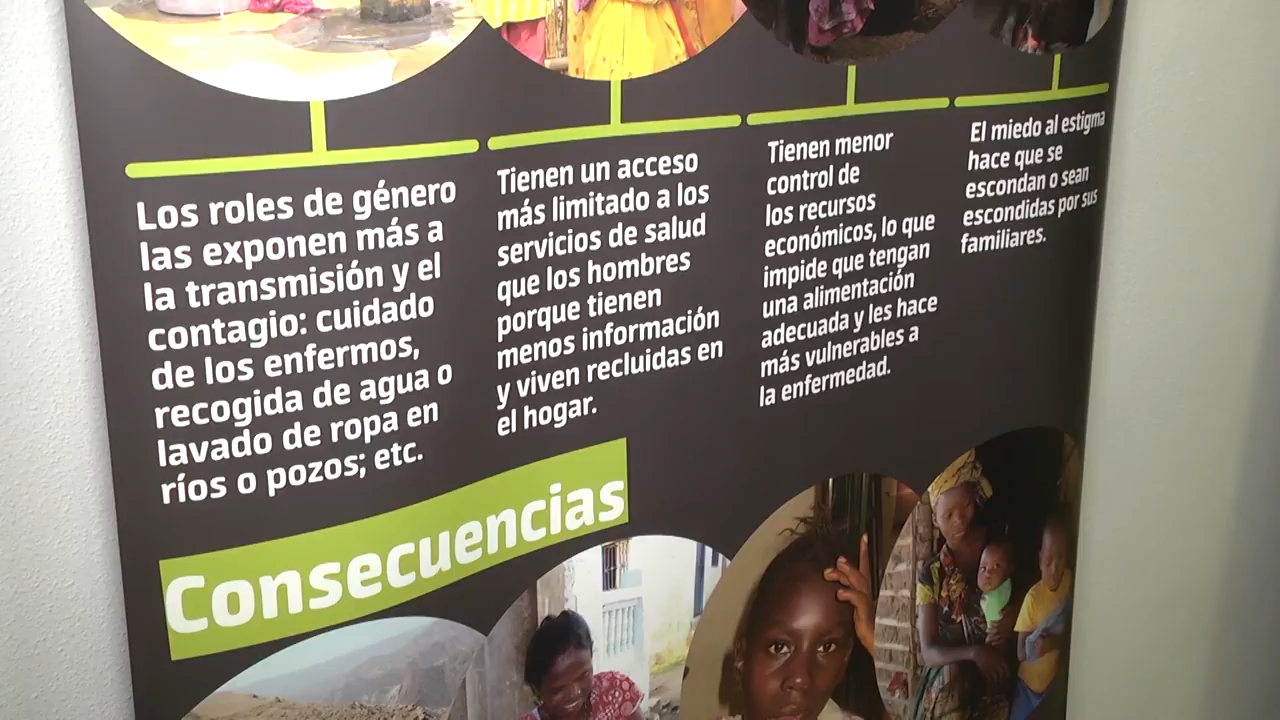 Los roles de género
las exponen más a
la transmisión y el
contagio: cuidado
de los enfermos,
recogida de agua o
lavado de ropa en
ríos o pozos; etc.
Tienen un acceso
más limitado a los
servicios de salud
que los hombres
porque tienen
menos información
y viven recluidas en
el hogar.
Tienen menor
control de
los recursos
económicos, lo que
impide que tengan
una alimentación
adecuada y les hace
más vulnerables a
la enfermedad.
El miedo al estigma
hace que se
escondan o sean
escondidas por sus
familiares.
Consecuencias